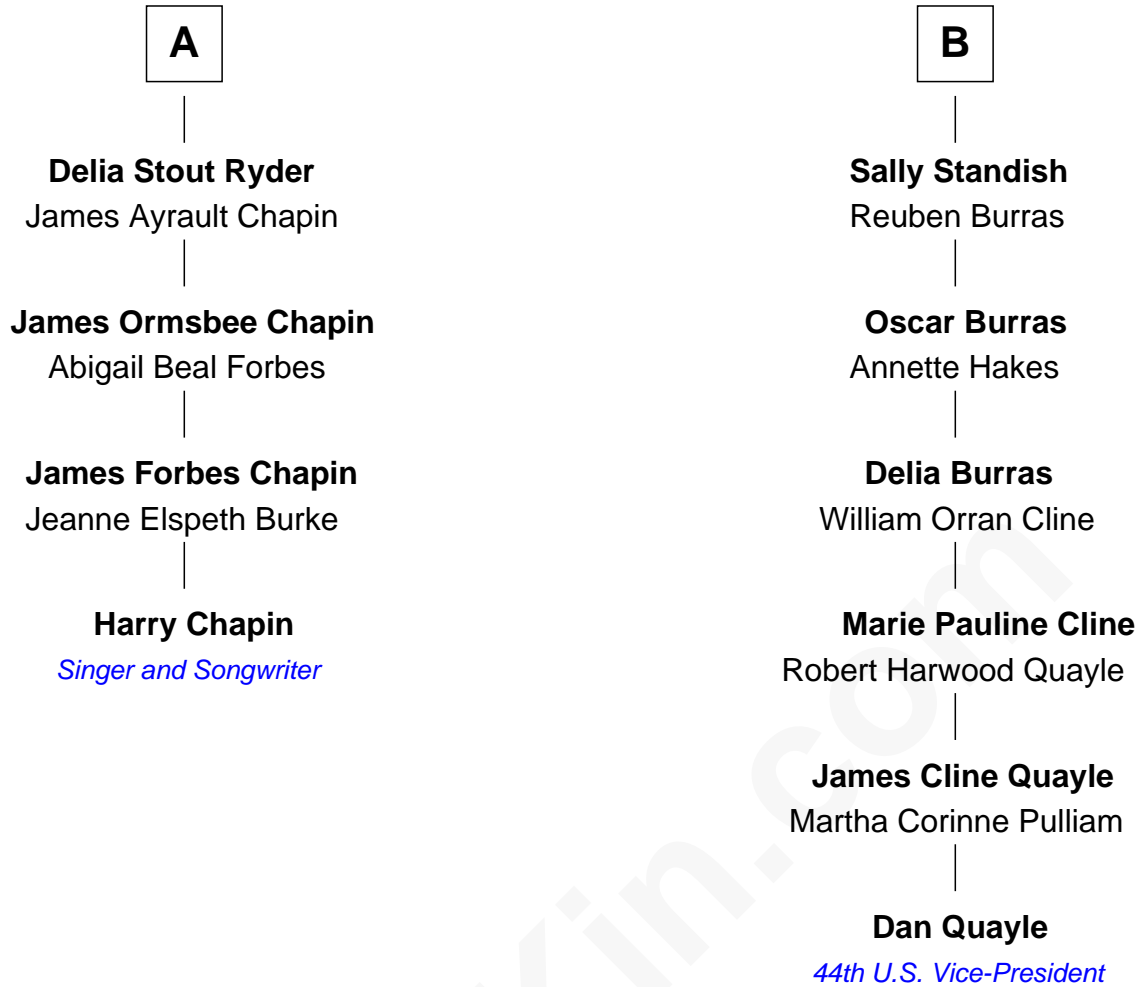 A
Delia Stout Ryder
James Ayrault Chapin
James Ormsbee Chapin
Abigail Beal Forbes
James Forbes Chapin
Jeanne Elspeth Burke
Harry Chapin
Singer and Songwriter
B
Sally Standish
Reuben Burras
Oscar Burras
Annette Hakes
Delia Burras
William Orran Cline
Marie Pauline Cline
Robert Harwood Quayle
James Cline Quayle
Martha Corinne Pulliam
Dan Quayle
44th U.S. Vice-President
Kin.com